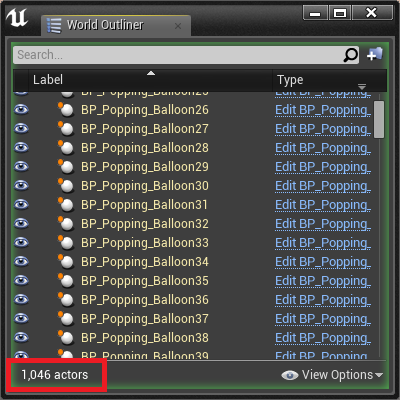 World Outliner
Search...
Label Type
BP_Popping_Balloon25 Edit BP_Popping_
BP_Popping_Balloon26 Edit BP_Popping_
BP_Popping_Balloon27 Edit BP_Popping_
BP_Popping_Balloon28 Edit BP_Popping_
BP_Popping_Balloon29 Edit BP_Popping_
BP_Popping_Balloon30 Edit BP_Popping_
BP_Popping_Balloon31 Edit BP_Popping_
BP_Popping_Balloon32 Edit BP_Popping_
BP_Popping_Balloon33 Edit BP_Popping_
BP_Popping_Balloon34 Edit BP_Popping_
BP_Popping_Balloon35 Edit BP_Popping_
BP_Popping_Balloon36 Edit BP_Popping_
BP_Popping_Balloon37 Edit BP_Popping_
BP_Popping_Balloon38 Edit BP_Popping_
BP_Popping_Balloon39 Edit BP_Popping_
1,046 actors View Options